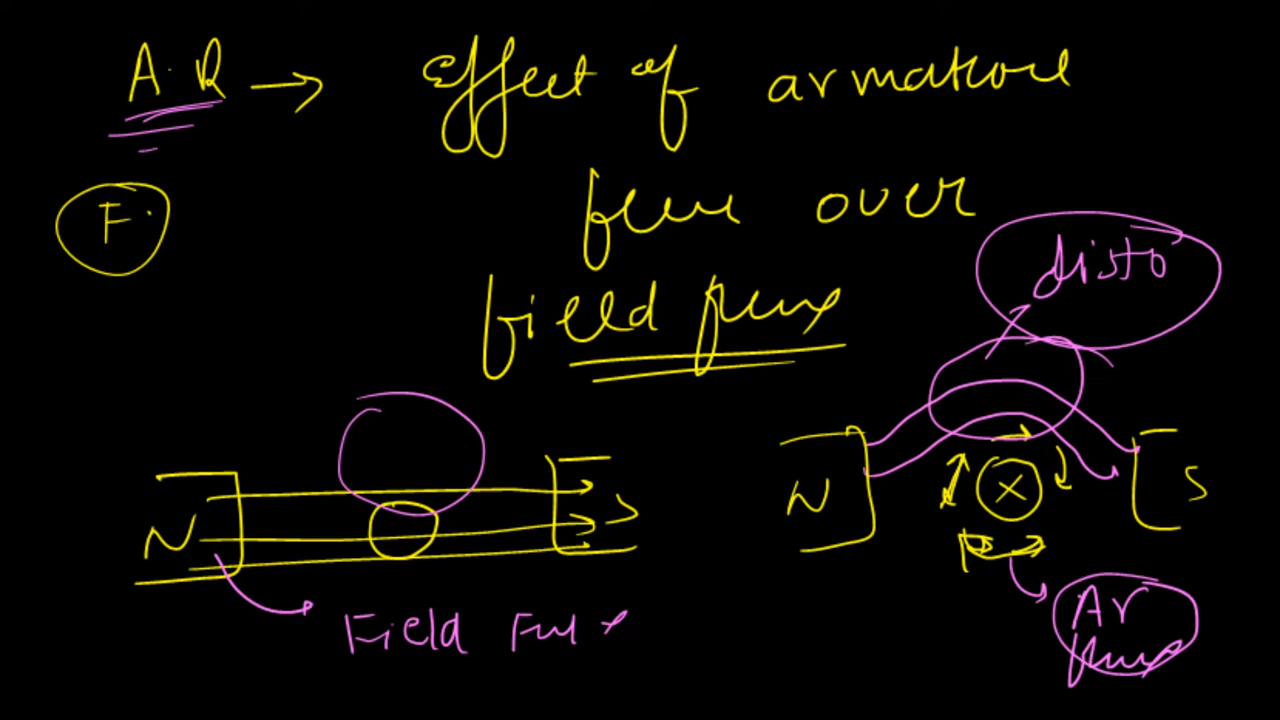 A.R → Effect of armature
flux over
F.
field flux
disto
N
S
N
×
S
Field Flux
Ar
flux